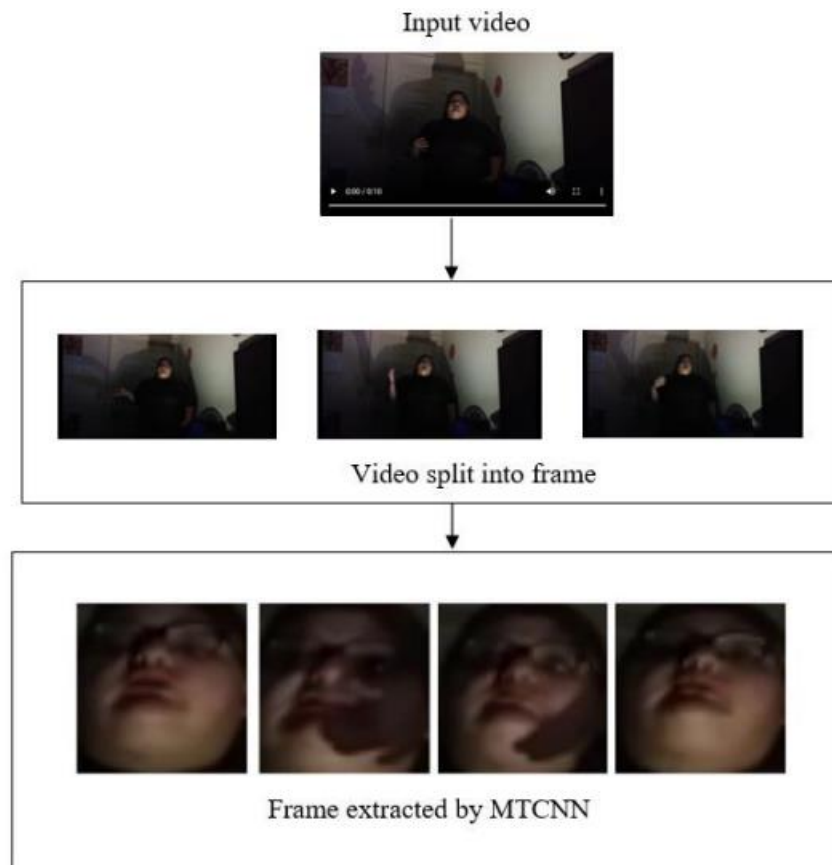 Input video
0:00 / 0:10
Video split into frame
Frame extracted by MTCNN